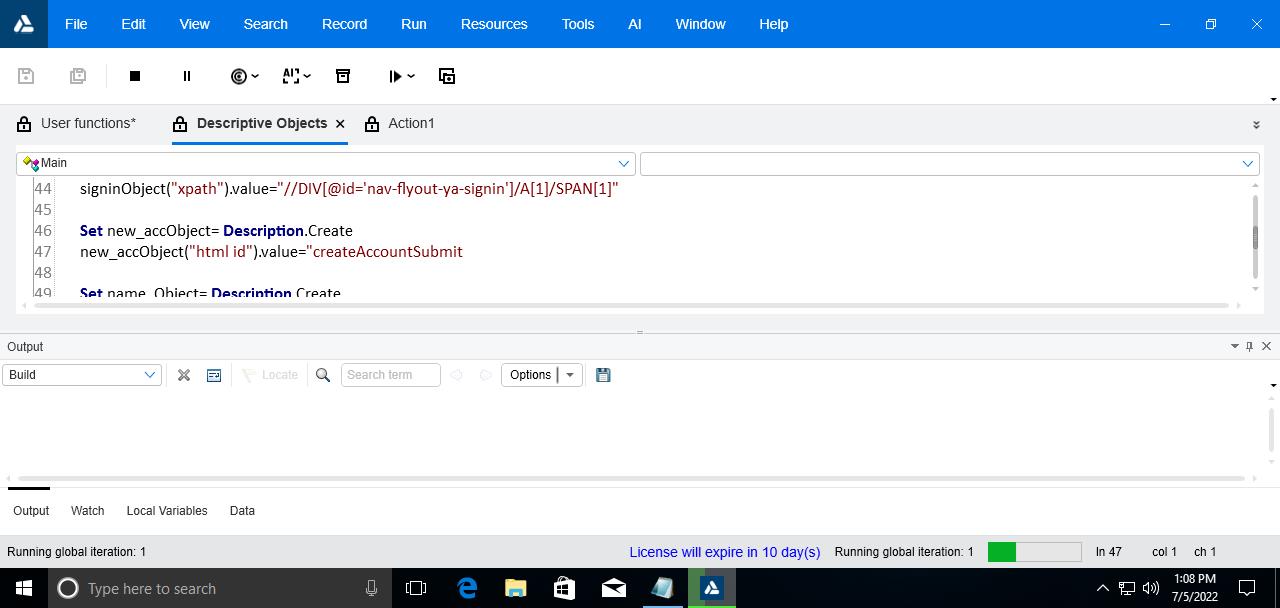 File Edit View Search Record Run Resources Tools AI Window Help
User functions* Descriptive Objects Action1
Main
44 signinObject("xpath").value="//DIV[@id='nav-flyout-ya-signin']/A[1]/SPAN[1]"
45
46 Set new_accObject= Description.Create
47 new_accObject("html id").value="createAccountSubmit
48
49 Set name_Object= Description.Create
Output
Build Locate Search term Options
Output Watch Local Variables Data
Running global iteration: 1 License will expire in 10 day(s) Running global iteration: 1 ln 47 col 1 ch 1
Type here to search 1:08 PM
7/5/2022